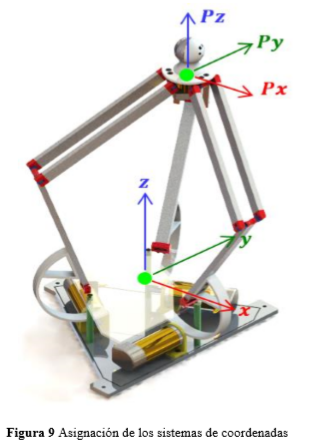 Pz
Py
Px
z
y
x
Figura 9 Asignación de los sistemas de coordenadas